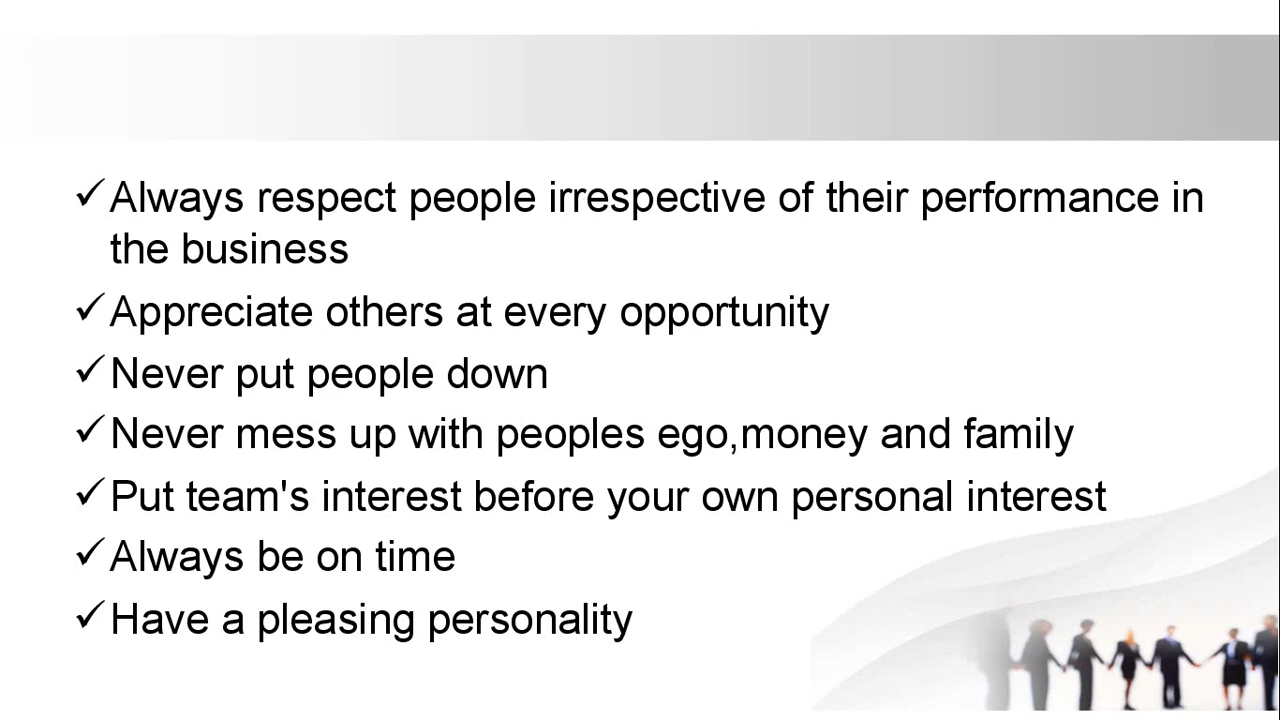 ✓Always respect people irrespective of their performance in
the business
✓Appreciate others at every opportunity
✓Never put people down
✓Never mess up with peoples ego,money and family
✓Put team's interest before your own personal interest
✓Always be on time
✓Have a pleasing personality